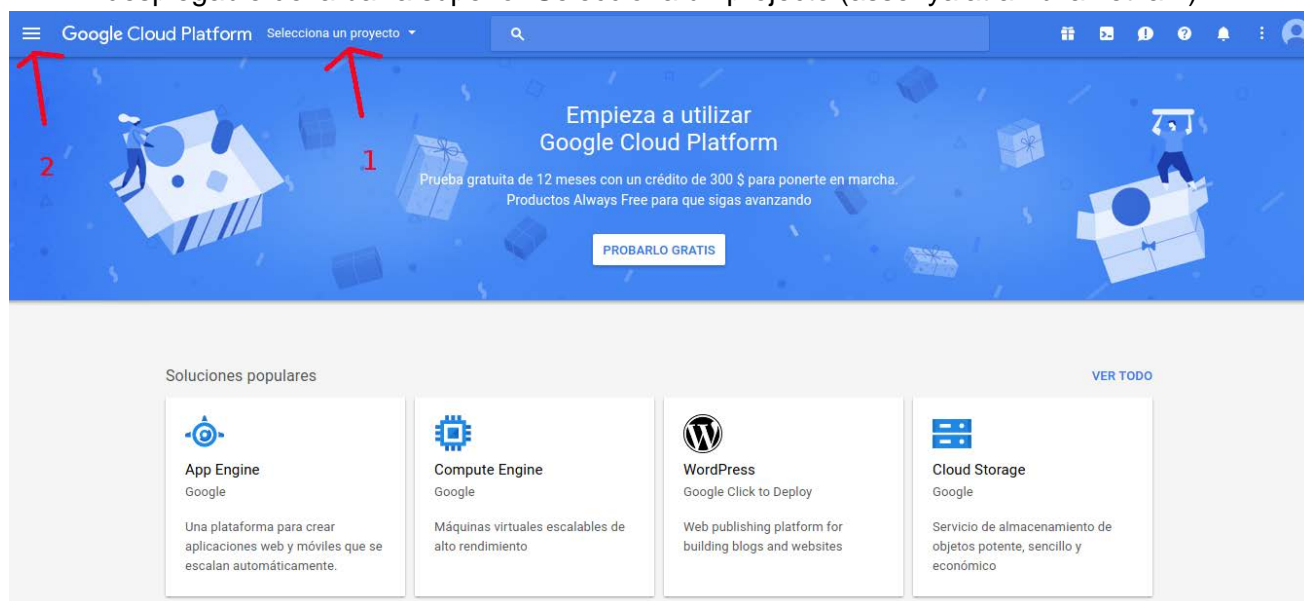 Google Cloud Platform Selecciona un proyecto
2
1
Empieza a utilizar
Google Cloud Platform
Prueba gratuita de 12 meses con un crédito de 300 $ para ponerte en marcha.
Productos Always Free para que sigas avanzando
PROBARLO GRATIS
Soluciones populares
VER TODO
App Engine
Google
Una plataforma para crear
aplicaciones web y móviles que se
escalan automáticamente.
Compute Engine
Google
Máquinas virtuales escalables de
alto rendimiento
WordPress
Google Click to Deploy
Web publishing platform for
building blogs and websites
Cloud Storage
Google
Servicio de almacenamiento de
objetos potente, sencillo y
económico